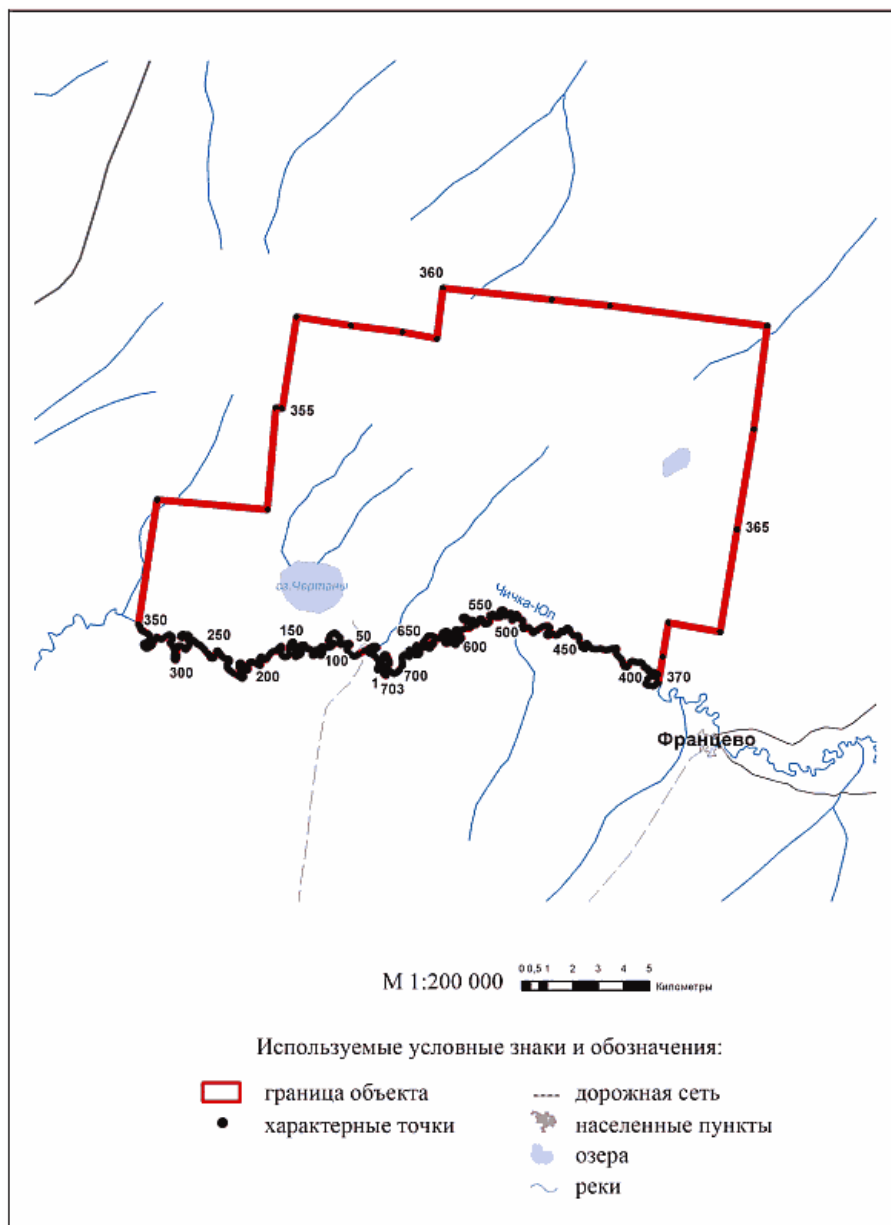 360
355
365
оз.Чертаны
Чичка-Юл
350
250
150
50
650
550
500
450
300
200
100
1
703
700
600
400
370
Францево
М 1:200 000
0 0,5 1 2 3 4 5
Километры
Используемые условные знаки и обозначения:
граница объекта
дорожная сеть
характерные точки
населенные пункты
озера
реки